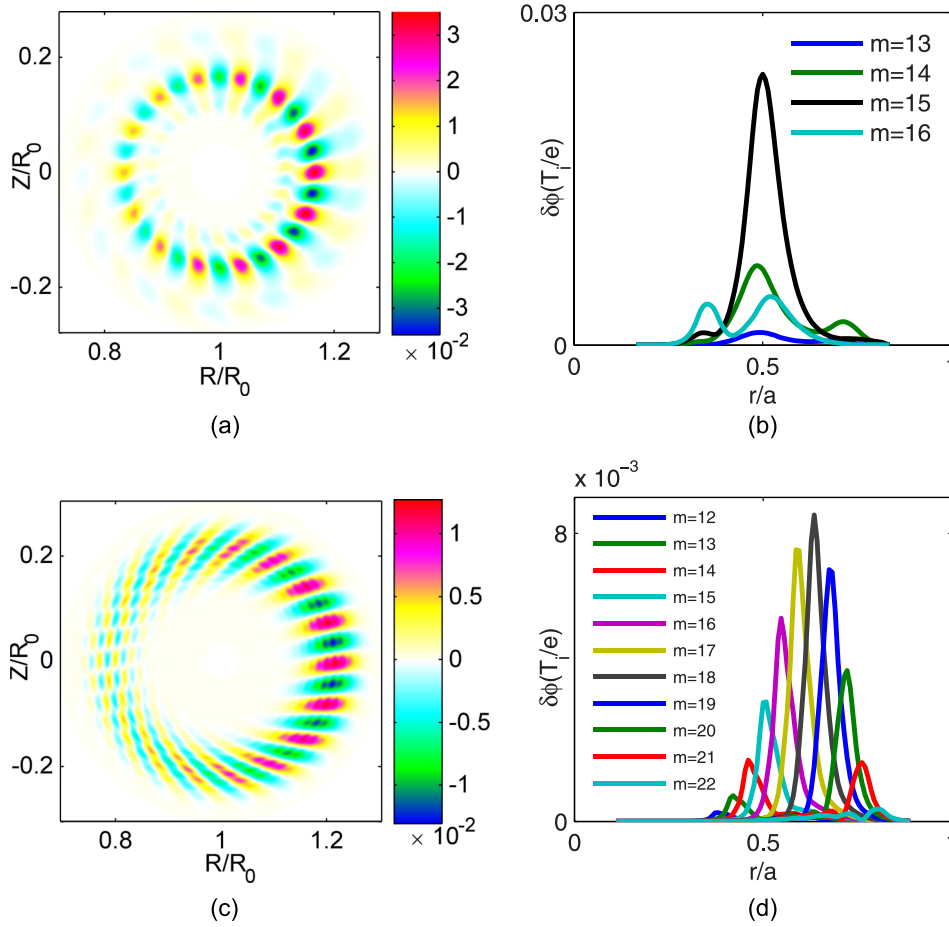 0.2
0
-0.2
Z/R0
0.8
1
1.2
R/R0
3
2
1
0
-1
-2
-3
× 10-2
(a)
0.03
0
δϕ(Ti/e)
m=13
m=14
m=15
m=16
0
0.5
1
r/a
(b)
0.2
0
-0.2
Z/R0
0.8
1
1.2
R/R0
1
0.5
0
-0.5
-1
× 10-2
(c)
x 10-3
8
0
δϕ(Ti/e)
m=12
m=13
m=14
m=15
m=16
m=17
m=18
m=19
m=20
m=21
m=22
0
0.5
1
r/a
(d)